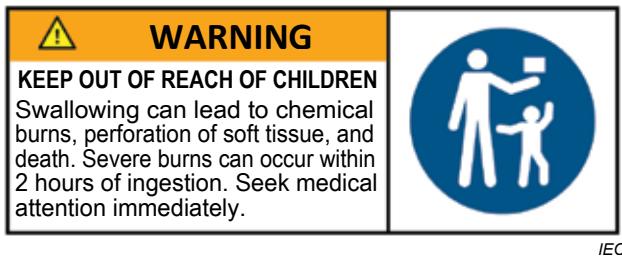 WARNING
KEEP OUT OF REACH OF CHILDREN
Swallowing can lead to chemical
burns, perforation of soft tissue, and
death. Severe burns can occur within
2 hours of ingestion. Seek medical
attention immediately.
IEC